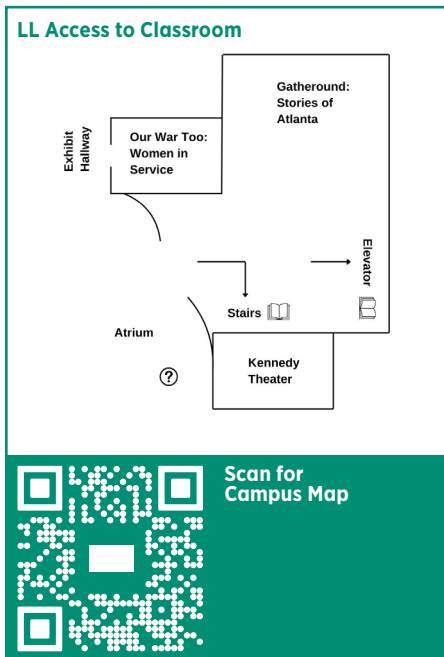 LL Access to Classroom
Gatheround:
Stories of
Atlanta
Exhibit
Hallway
Our War Too:
Women in
Service
Elevator
Stairs
Atrium
?
Kennedy
Theater
Scan for
Campus Map